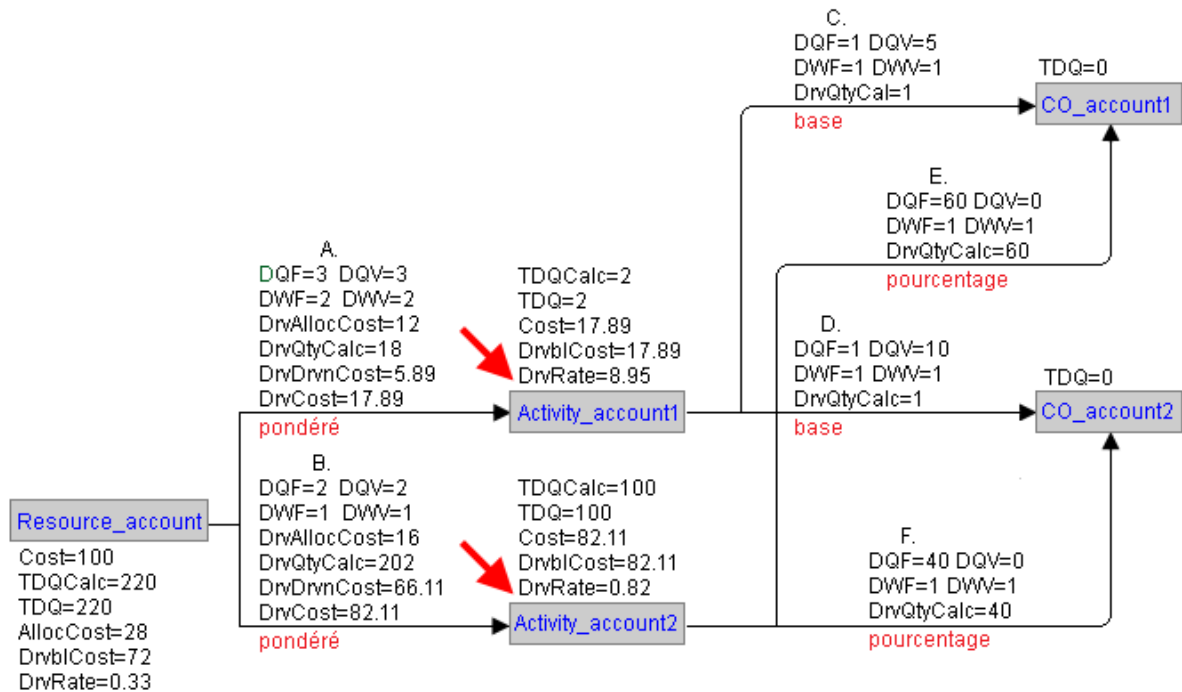 C.
DQF=1 DQV=5
DWF=1 DWV=1
DrvQtyCal=1
base
TDQ=0
CO_account1
E.
DQF=60 DQV=0
DWF=1 DWV=1
DrvQtyCalc=60
pourcentage
A.
DQF=3 DQV=3
DWF=2 DWV=2
DrvAllocCost=12
DrvQtyCalc=18
DrvDrvnCost=5.89
DrvCost=17.89
pondéré
TDQCalc=2
TDQ=2
Cost=17.89
DrvblCost=17.89
DrvRate=8.95
Activity_account1
D.
DQF=1 DQV=10
DWF=1 DWV=1
DrvQtyCalc=1
base
TDQ=0
CO_account2
B.
DQF=2 DQV=2
DWF=1 DWV=1
DrvAllocCost=16
DrvQtyCalc=202
DrvDrvnCost=66.11
DrvCost=82.11
pondéré
TDQCalc=100
TDQ=100
Cost=82.11
DrvblCost=82.11
DrvRate=0.82
Activity_account2
F.
DQF=40 DQV=0
DWF=1 DWV=1
DrvQtyCalc=40
pourcentage
Resource_account
Cost=100
TDQCalc=220
TDQ=220
AllocCost=28
DrvblCost=72
DrvRate=0.33